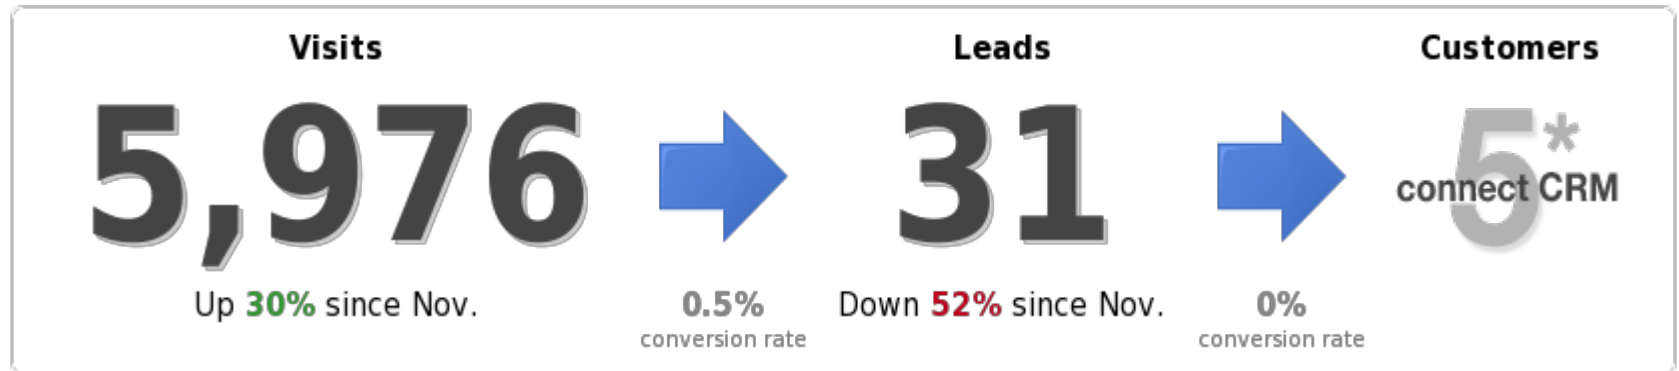 Visits
5,976
Up 30% since Nov.
0.5%
conversion rate
Leads
31
Down 52% since Nov.
0%
conversion rate
Customers
5*
connect CRM